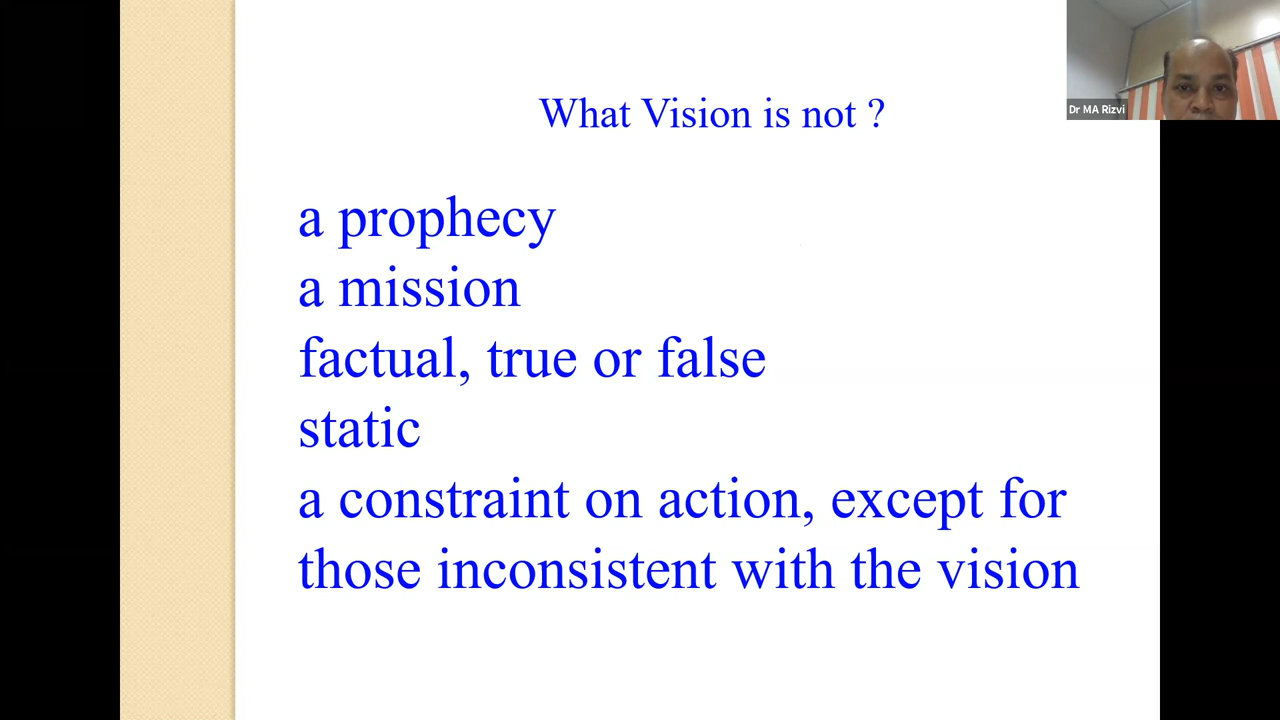 What Vision is not ?
Dr MA Rizvi
a prophecy
a mission
factual, true or false
static
a constraint on action, except for
those inconsistent with the vision